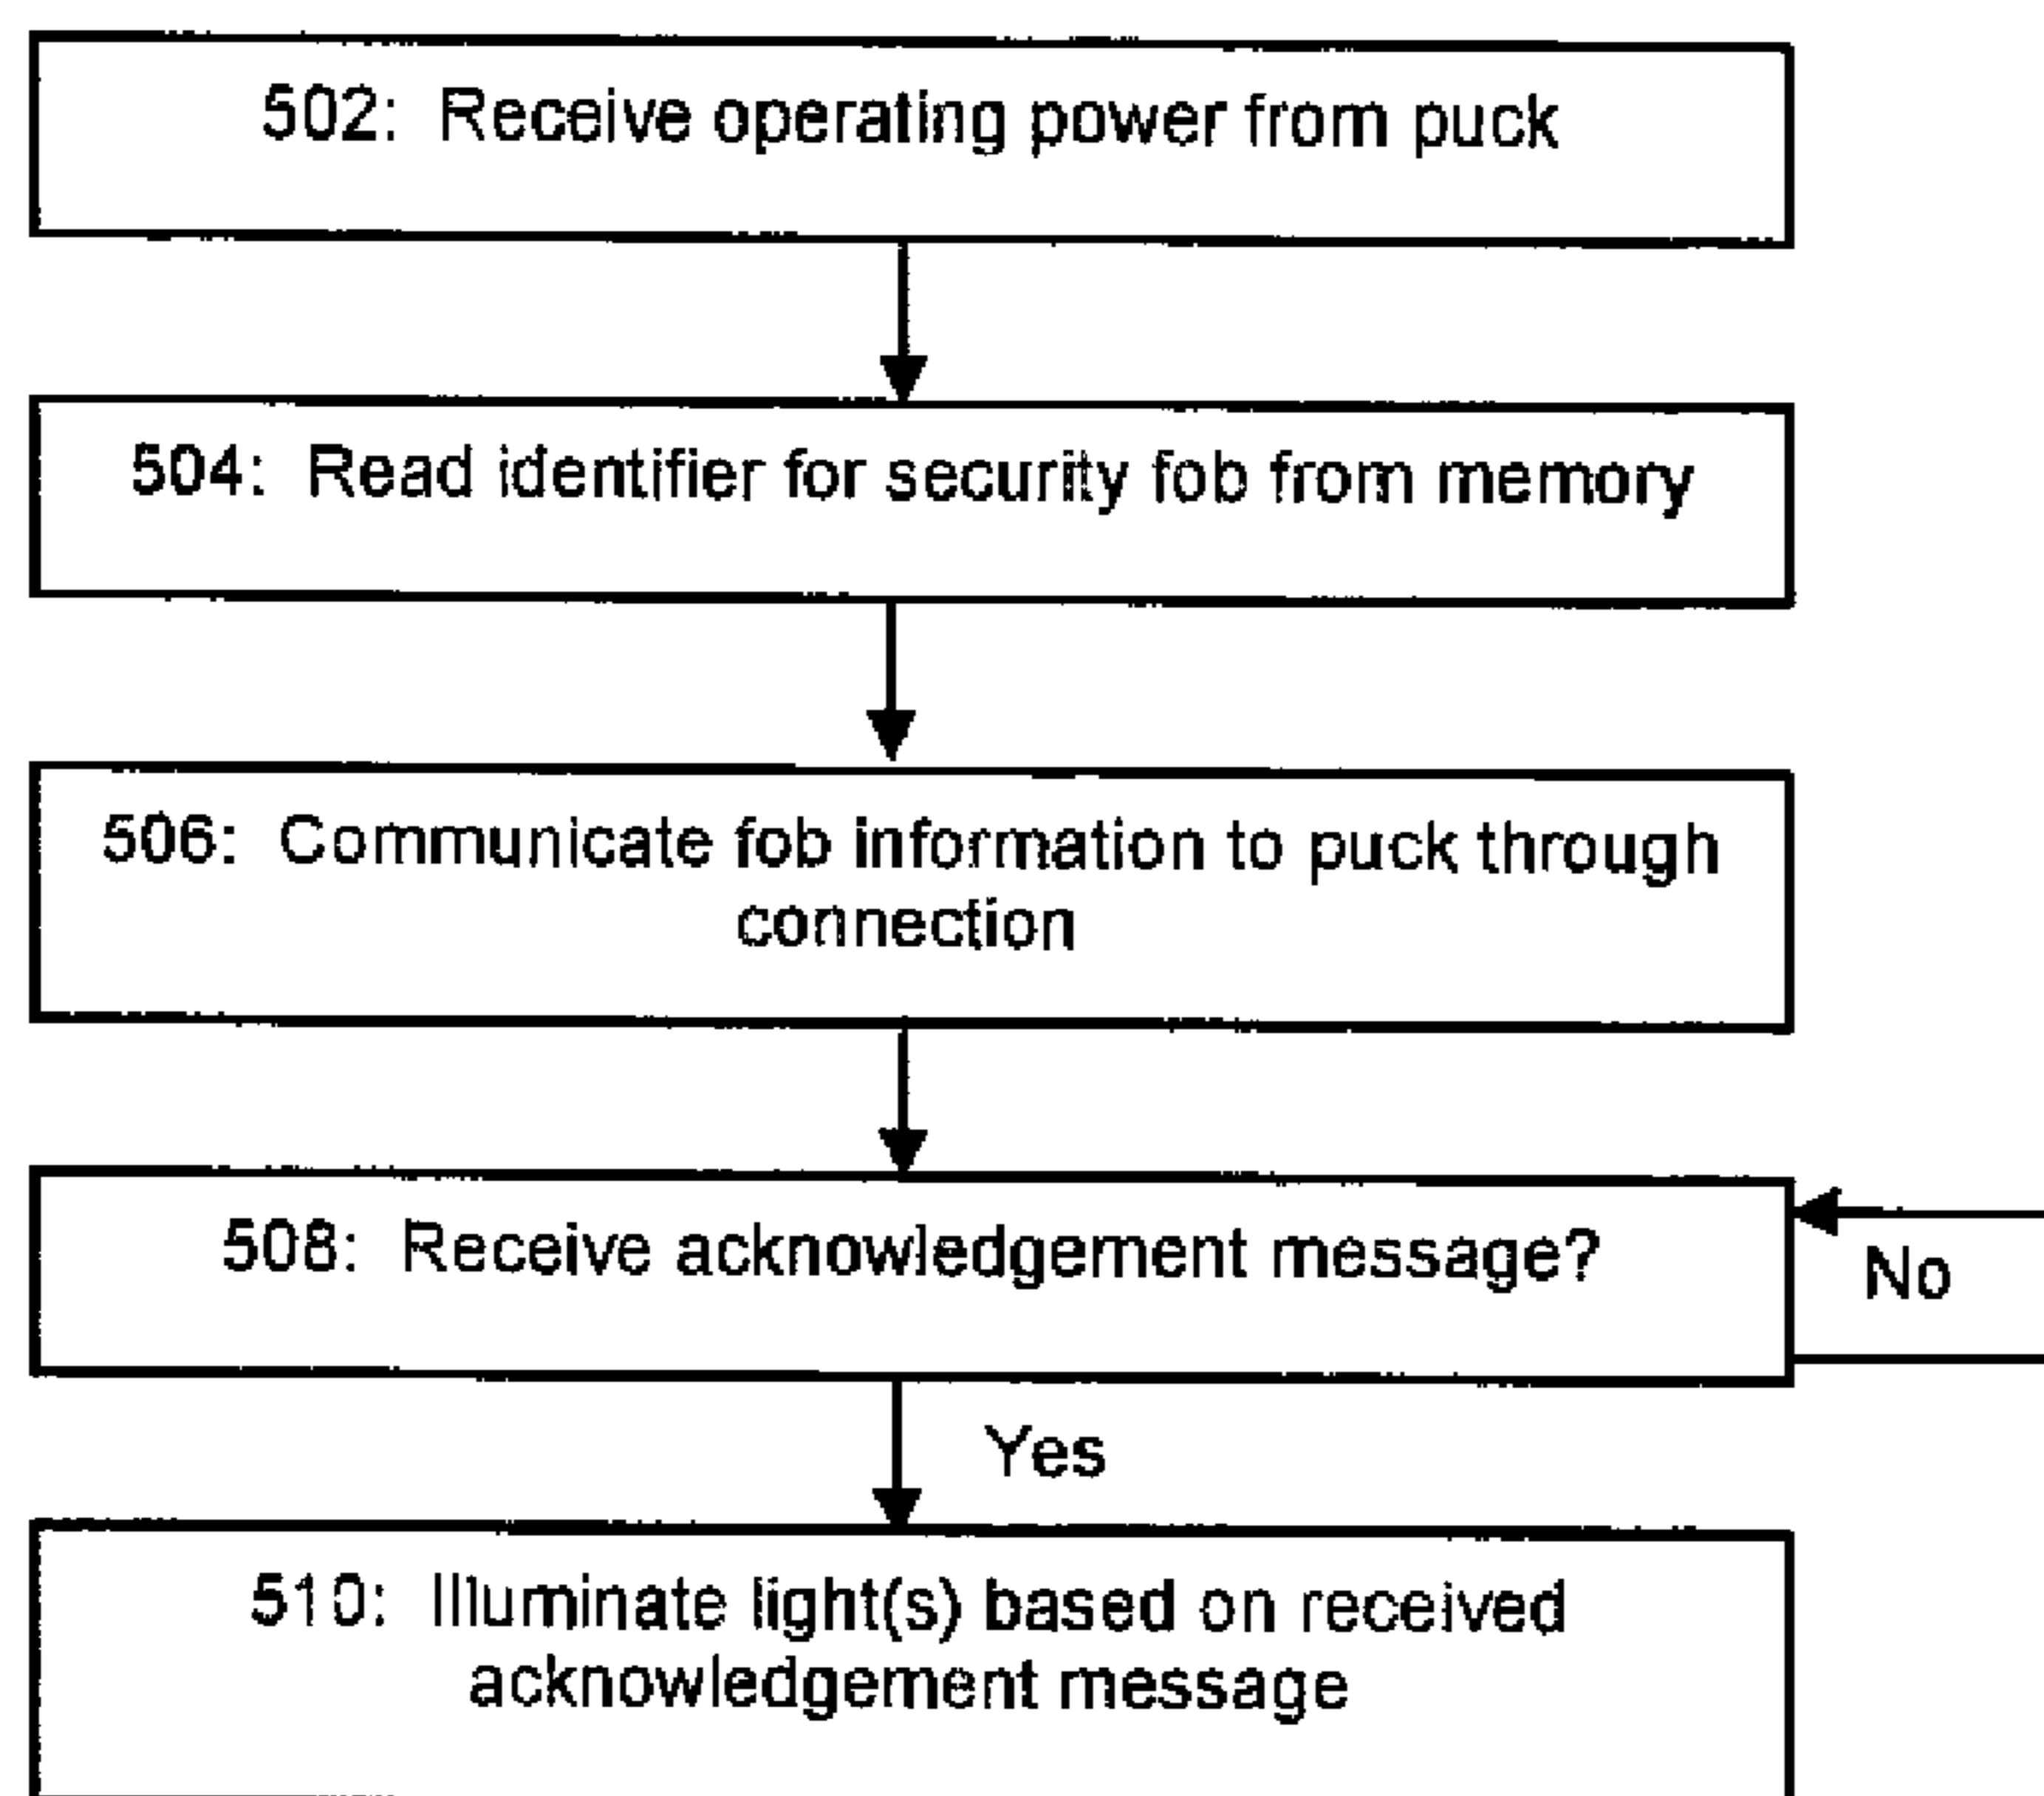 502: Receive operating power from puck
504: Read identifier for security fob from memory
506: Communicate fob information to puck through
connection
508: Receive acknowledgement message?
No
Yes
510: Illuminate light(s) based on received
acknowledgement message